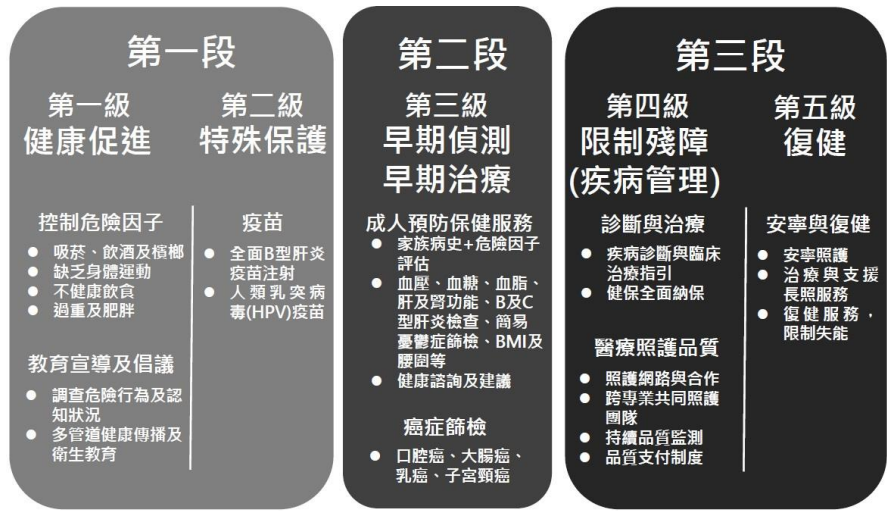 第一段
第一級
健康促進
控制危險因子
● 吸菸、飲酒及檳榔
● 缺乏身體運動
● 不健康飲食
● 過重及肥胖
教育宣導及倡議
● 調查危險行為及認
知狀況
● 多管道健康傳播及
衛生教育
第二級
特殊保護
疫苗
● 全面B型肝炎
疫苗注射
● 人類乳突病
毒(HPV)疫苗
第二段
第三級
早期偵測
早期治療
成人預防保健服務
● 家族病史+危險因子
評估
● 血壓、血糖、血脂、
肝及腎功能、B及C
型肝炎檢查、簡易
憂鬱症篩檢、BMI及
腰圍等
● 健康諮詢及建議
癌症篩檢
● 口腔癌、大腸癌、
乳癌、子宮頸癌
第三段
第四級
限制殘障
(疾病管理)
診斷與治療
● 疾病診斷與臨床
治療指引
● 健保全面納保
醫療照護品質
● 照護網路與合作
● 跨專業共同照護
團隊
● 持續品質監測
● 品質支付制度
第五級
復健
安寧與復健
● 安寧照護
● 治療與支援
長照服務
● 復健服務，
限制失能